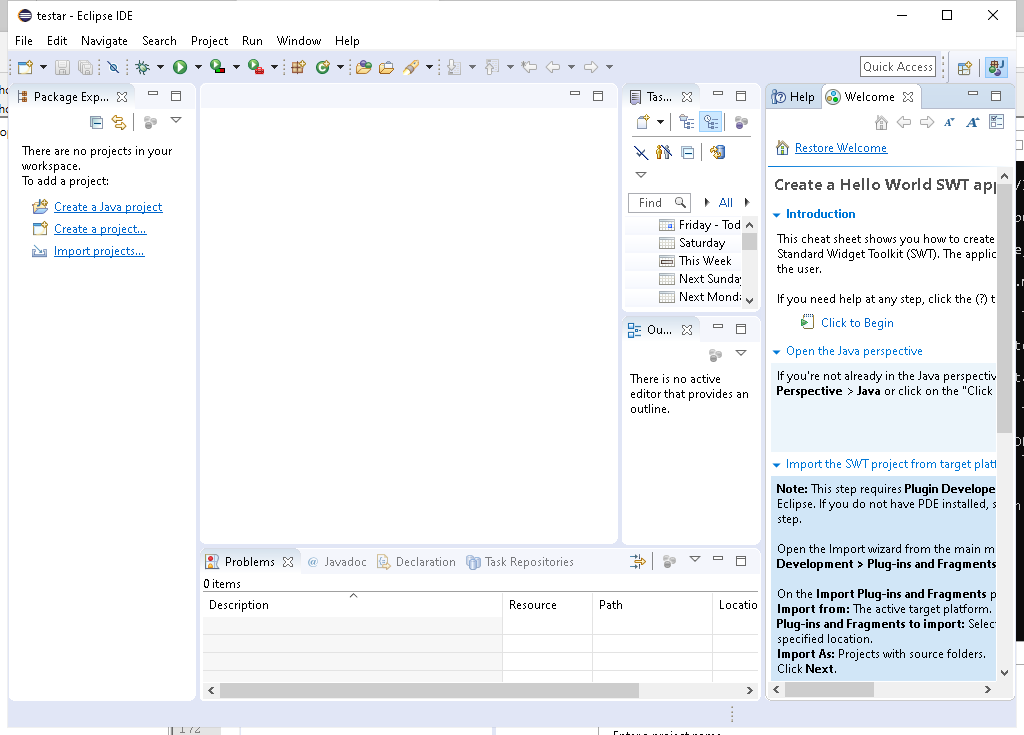 testar - Eclipse IDE
File Edit Navigate Search Project Run Window Help
Quick Access
Package Exp...
There are no projects in your
workspace.
To add a project:
Create a Java project
Create a project...
Import projects...
Tas...
Find
All
Friday - Tod
Saturday
This Week
Next Sunda
Next Mond
Ou...
There is no active
editor that provides an
outline.
Help Welcome
Restore Welcome
Create a Hello World SWT app
Introduction
This cheat sheet shows you how to create
Standard Widget Toolkit (SWT). The applic
the user.
If you need help at any step, click the (?) t
Click to Begin
Open the Java perspective
If you're not already in the Java perspectiv
Perspective > Java or click on the "Click
Import the SWT project from target platf
Note: This step requires Plugin Develope
Eclipse. If you do not have PDE installed, s
step.
Open the Import wizard from the main m
Development > Plug-ins and Fragments
On the Import Plug-ins and Fragments p
Import from: The active target platform.
Plug-ins and Fragments to import: Selec
specified location.
Import As: Projects with source folders.
Click Next.
Problems Javadoc Declaration Task Repositories
0 items
Description Resource Path Locatio
172
Enter a project name